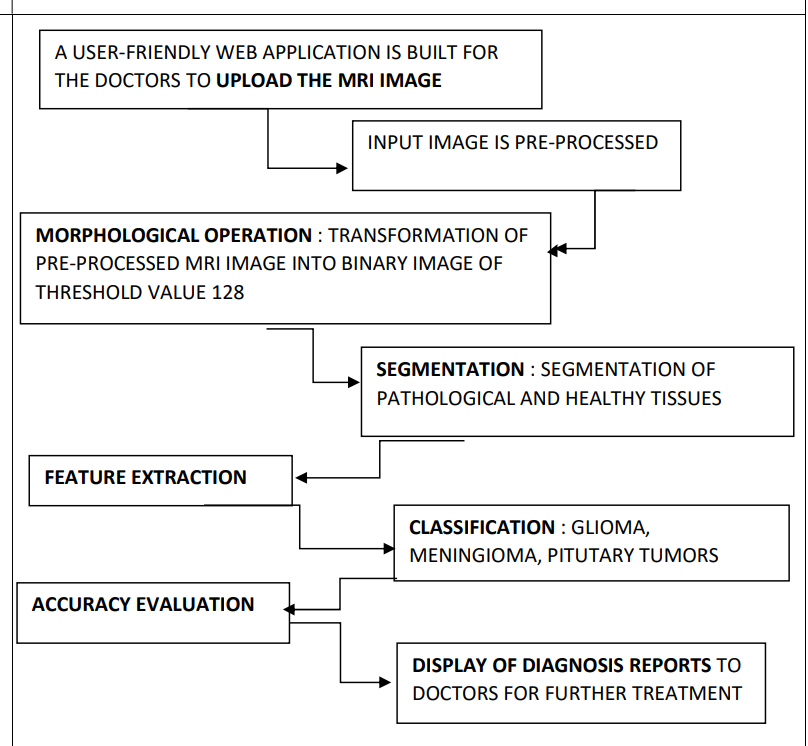 A USER-FRIENDLY WEB APPLICATION IS BUILT FOR
THE DOCTORS TO UPLOAD THE MRI IMAGE
INPUT IMAGE IS PRE-PROCESSED
MORPHOLOGICAL OPERATION : TRANSFORMATION OF
PRE-PROCESSED MRI IMAGE INTO BINARY IMAGE OF
THRESHOLD VALUE 128
SEGMENTATION : SEGMENTATION OF
PATHOLOGICAL AND HEALTHY TISSUES
FEATURE EXTRACTION
CLASSIFICATION : GLIOMA,
MENINGIOMA, PITUTARY TUMORS
ACCURACY EVALUATION
DISPLAY OF DIAGNOSIS REPORTS TO
DOCTORS FOR FURTHER TREATMENT